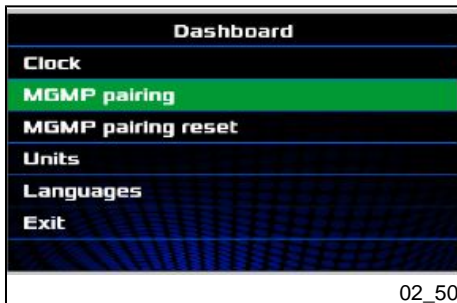 Dashboard
Clock
MGMP pairing
MGMP pairing reset
Units
Languages
Exit
02_50